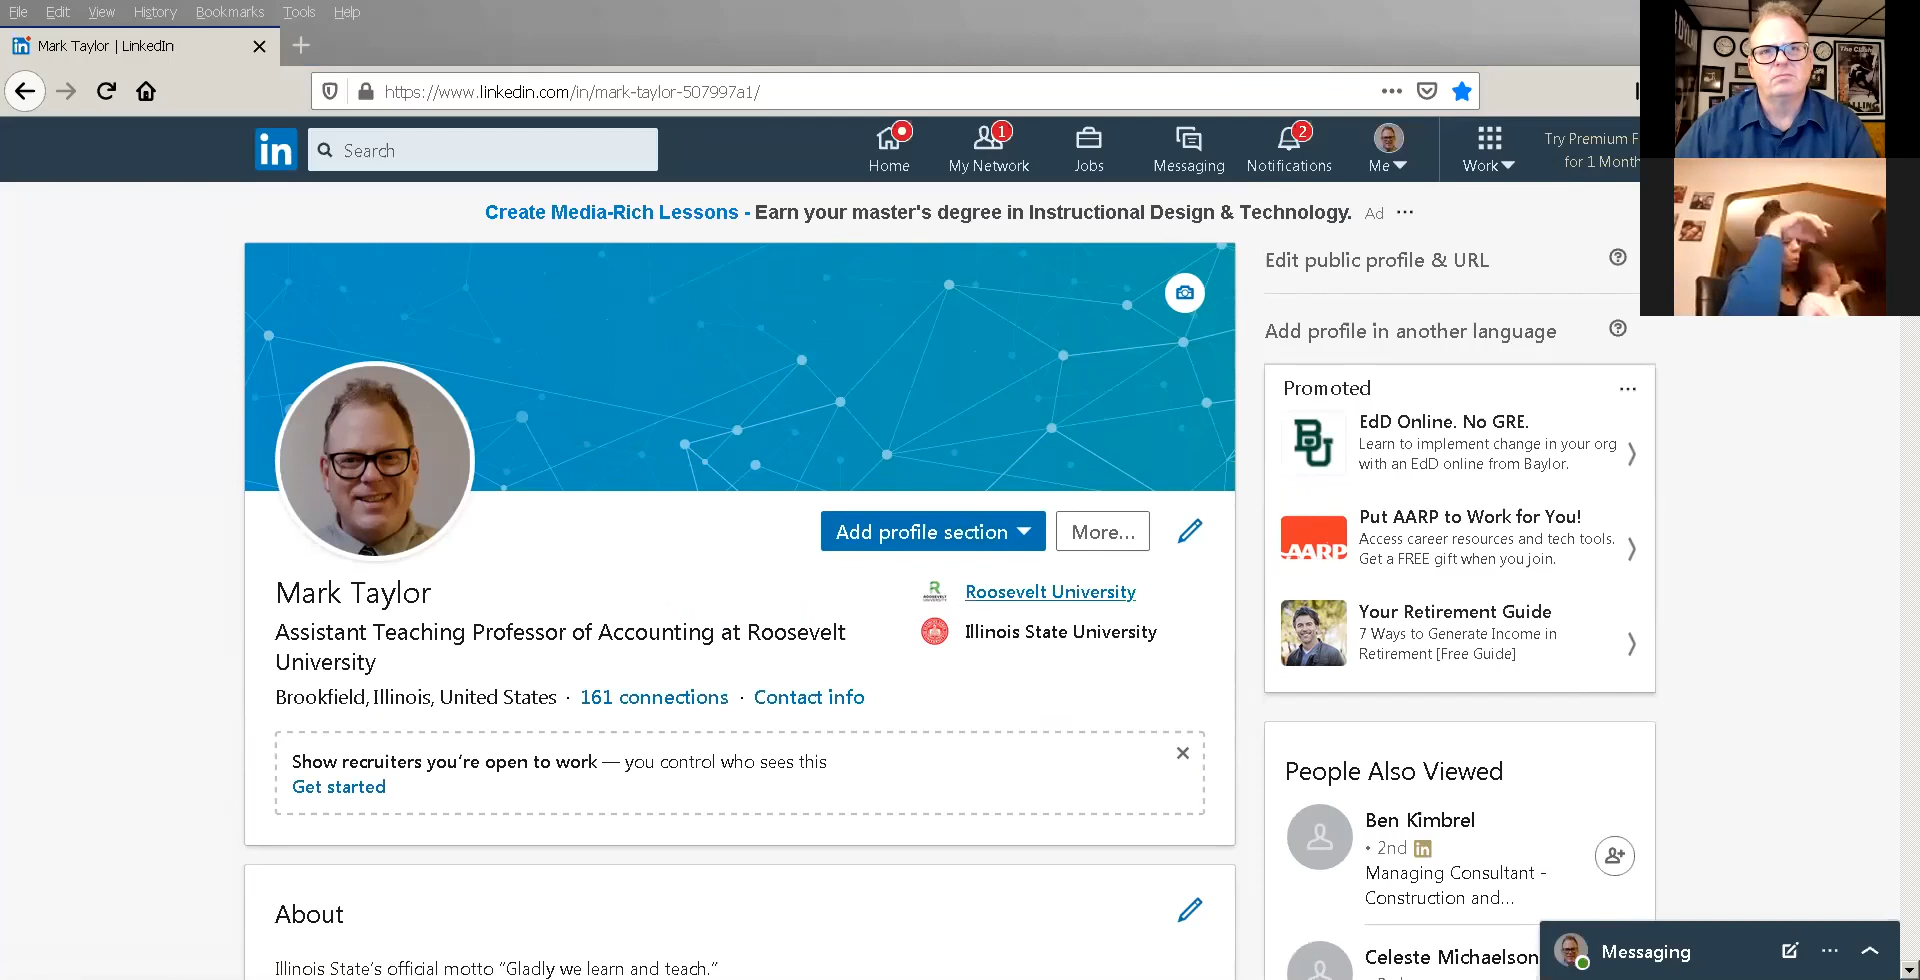 File Edit View History Bookmarks Tools Help
Mark Taylor | LinkedIn
https://www.linkedin.com/in/mark-taylor-507997a1/
in
Search
1
2
Home My Network Jobs Messaging Notifications Me Work
Try Premium F
for 1 Month
Create Media-Rich Lessons - Earn your master's degree in Instructional Design & Technology. Ad
Edit public profile & URL
Add profile in another language
Promoted
BU
EdD Online. No GRE.
Learn to implement change in your org
with an EdD online from Baylor.
AARP
Put AARP to Work for You!
Access career resources and tech tools.
Get a FREE gift when you join.
Your Retirement Guide
7 Ways to Generate Income in
Retirement [Free Guide]
Add profile section
More...
Mark Taylor
Assistant Teaching Professor of Accounting at Roosevelt
University
Brookfield, Illinois, United States · 161 connections · Contact info
Roosevelt University
Illinois State University
Show recruiters you're open to work — you control who sees this
Get started
About
Illinois State's official motto "Gladly we learn and teach."
People Also Viewed
Ben Kimbrel
• 2nd in
Managing Consultant -
Construction and...
Celeste Michaelson
Messaging